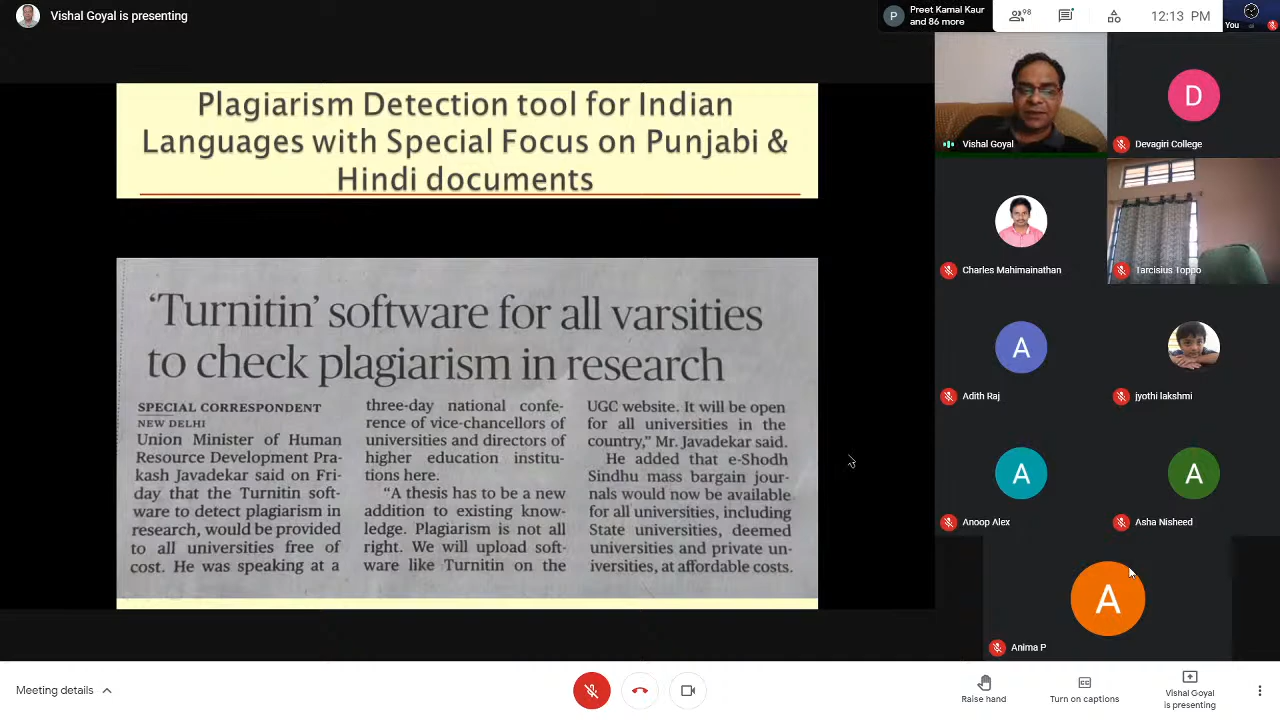 Vishal Goyal is presenting
P
Preet Kamal Kaur
and 86 more
98
12:13 PM
You
Plagiarism Detection tool for Indian
Languages with Special Focus on Punjabi &
Hindi documents
'Turnitin' software for all varsities
to check plagiarism in research
SPECIAL CORRESPONDENT
NEW DELHI
Union Minister of Human
Resource Development Pra-
kash Javadekar said on Fri-
day that the Turnitin soft-
ware to detect plagiarism in
research, would be provided
to all universities free of
cost. He was speaking at a
three-day national confe-
rence of vice-chancellors of
universities and directors of
higher education institu-
tions here.
"A thesis has to be a new
addition to existing know-
ledge. Plagiarism is not all
right. We will upload soft-
ware like Turnitin on the
UGC website. It will be open
for all universities in the
country," Mr. Javadekar said.
He added that e-Shodh
Sindhu mass bargain jour-
nals would now be available
for all universities, including
State universities, deemed
universities and private un-
iversities, at affordable costs.
Vishal Goyal
D
Devagiri College
Charles Mahimainathan
Tarcisius Toppo
A
Adith Raj
jyothi lakshmi
A
Anoop Alex
A
Asha Nisheed
A
Anima P
Meeting details
Raise hand
CC
Turn on captions
Vishal Goyal
is presenting